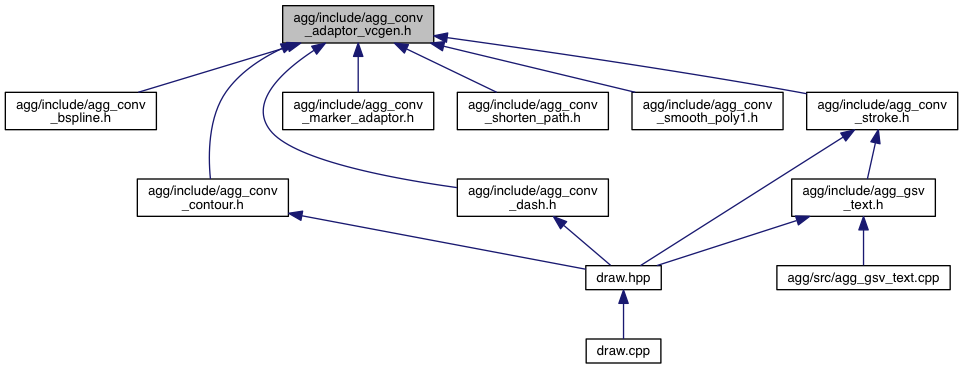 agg/include/agg_conv
_adaptor_vcgen.h
agg/include/agg_conv
_bspline.h
agg/include/agg_conv
_marker_adaptor.h
agg/include/agg_conv
_shorten_path.h
agg/include/agg_conv
_smooth_poly1.h
agg/include/agg_conv
_stroke.h
agg/include/agg_conv
_contour.h
agg/include/agg_conv
_dash.h
agg/include/agg_gsv
_text.h
draw.hpp
agg/src/agg_gsv_text.cpp
draw.cpp